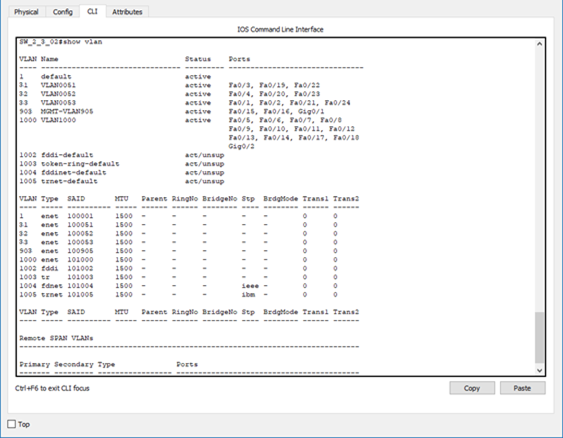 Physical Config CLI Attributes
IOS Command Line Interface
SW_2_3_02#show vlan
VLAN Name Status Ports
---- -------------------------------- --------- -------------------------------
1 default active
51 VLAN0051 active Fa0/3, Fa0/19, Fa0/22
52 VLAN0052 active Fa0/4, Fa0/20, Fa0/23
53 VLAN0053 active Fa0/1, Fa0/2, Fa0/21, Fa0/24
905 MGMT-VLAN905 active Fa0/15, Fa0/16, Gig0/1
1000 VLAN1000 active Fa0/5, Fa0/6, Fa0/7, Fa0/8
Fa0/9, Fa0/10, Fa0/11, Fa0/12
Fa0/13, Fa0/14, Fa0/17, Fa0/18
Gig0/2
1002 fddi-default act/unsup
1003 token-ring-default act/unsup
1004 fddinet-default act/unsup
1005 trnet-default act/unsup
VLAN Type SAID MTU Parent RingNo BridgeNo Stp BrdgMode Trans1 Trans2
---- ----- ---------- ----- ------ ------ -------- ---- -------- ------ ------
1 enet 100001 1500 - - - - - 0 0
51 enet 100051 1500 - - - - - 0 0
52 enet 100052 1500 - - - - - 0 0
53 enet 100053 1500 - - - - - 0 0
905 enet 100905 1500 - - - - - 0 0
1000 enet 101000 1500 - - - - - 0 0
1002 fddi 101002 1500 - - - - - 0 0
1003 tr 101003 1500 - - - - - 0 0
1004 fdnet 101004 1500 - - - ieee - 0 0
1005 trnet 101005 1500 - - - ibm - 0 0
VLAN Type SAID MTU Parent RingNo BridgeNo Stp BrdgMode Trans1 Trans2
---- ----- ---------- ----- ------ ------ -------- ---- -------- ------ ------
Remote SPAN VLANs
------------------------------------------------------------------------------
Primary Secondary Type Ports
------- --------- ----------------- ------------------------------------------
Ctrl+F6 to exit CLI focus
Copy Paste
Top